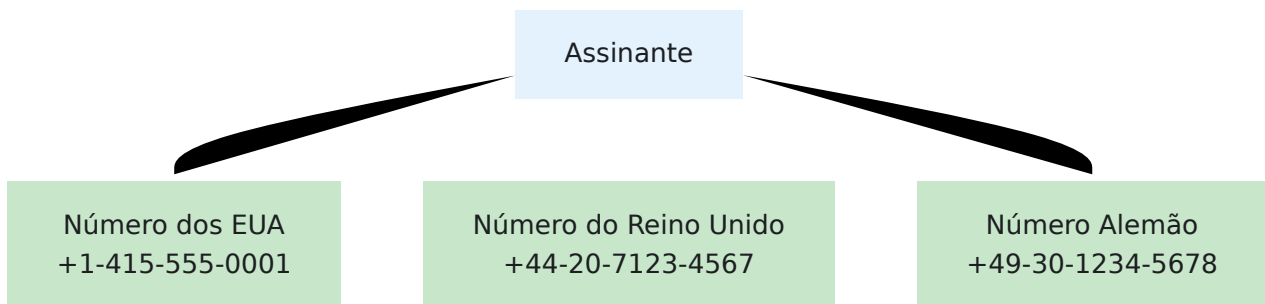 Assinante
Número dos EUA
+1-415-555-0001
Número do Reino Unido
+44-20-7123-4567
Número Alemão
+49-30-1234-5678